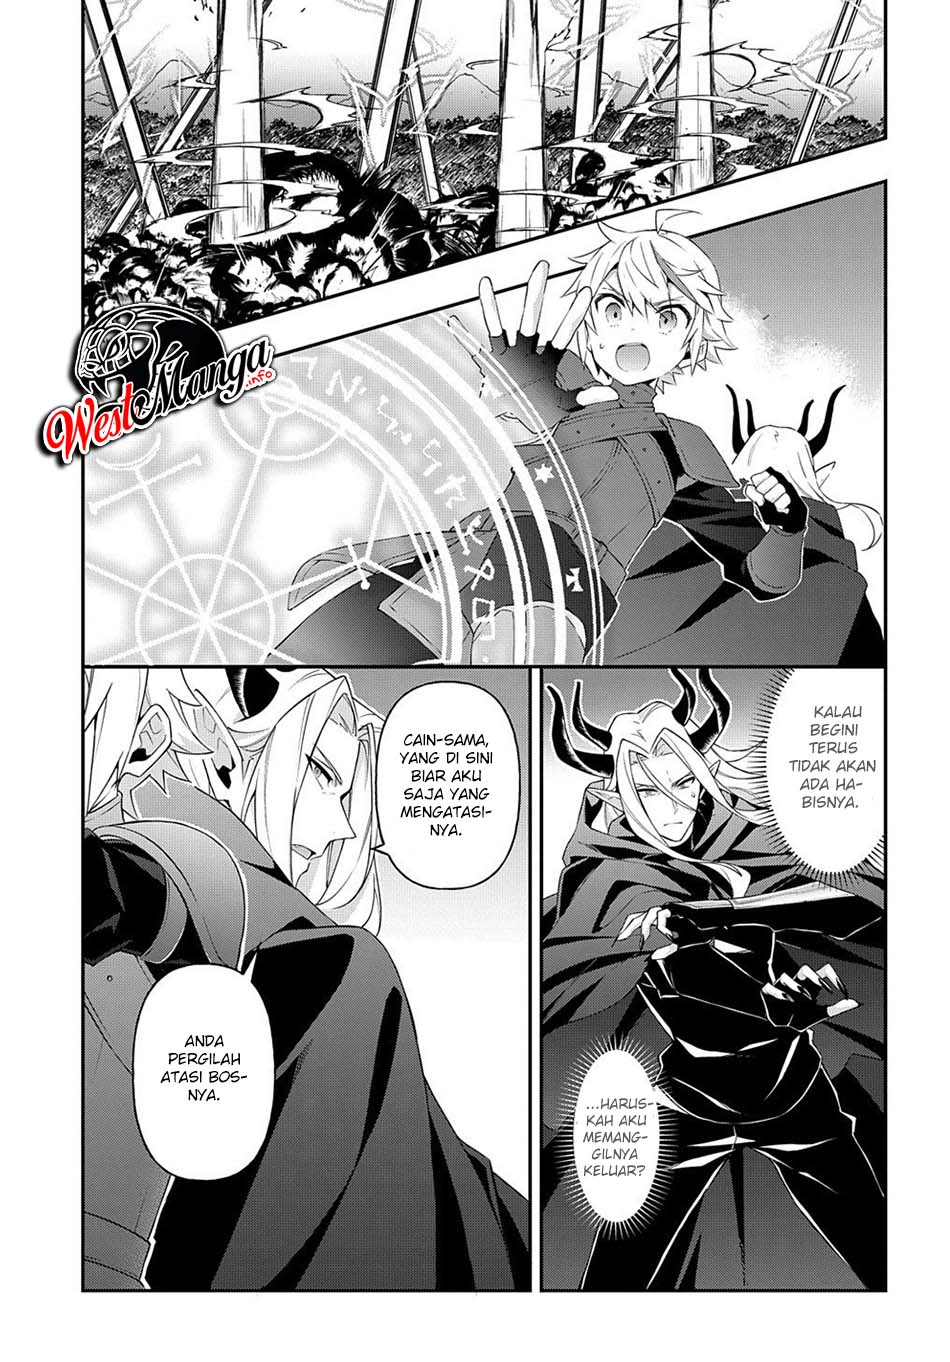 WestManga
.info
KALAU
BEGINI
TERUS
TIDAK AKAN
ADA HA-
BISNYA.
...HARUS-
KAH AKU
MEMANG-
GILNYA
KELUAR?
CAIN-SAMA,
YANG DI SINI
BIAR AKU
SAJA YANG
MENGATASI-
NYA.
ANDA
PERGILAH
ATASI BOS-
NYA.